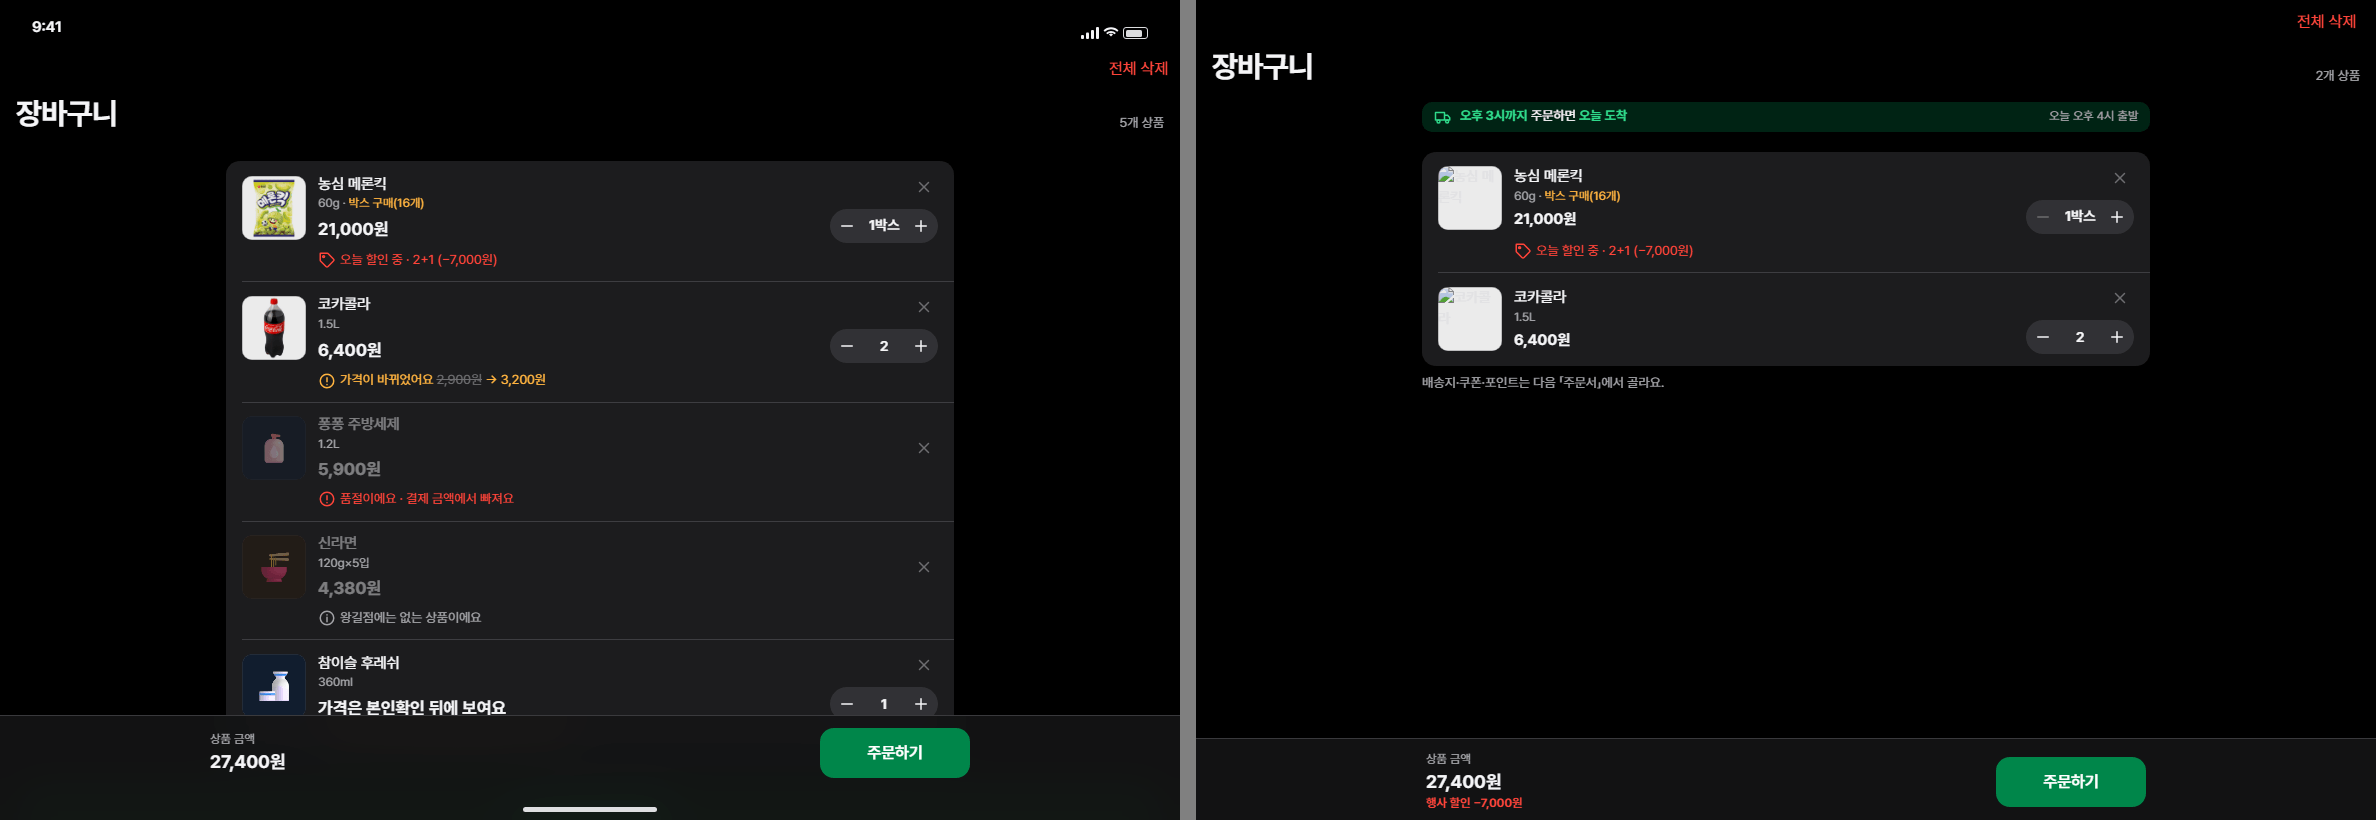 9:41
전체 삭제
장바구니
5개 상품
농심 메론킥
60g · 박스 구매(16개)
21,000원
1박스
오늘 할인 중 · 2+1 (−7,000원)
코카콜라
1.5L
6,400원
2
가격이 바뀌었어요 2,900원 → 3,200원
퐁퐁 주방세제
1.2L
5,900원
품절이에요 · 결제 금액에서 빠져요
신라면
120g×5입
4,380원
왕길점에는 없는 상품이에요
참이슬 후레쉬
360ml
가격은 본인확인 뒤에 보여요
1
상품 금액
27,400원
주문하기
전체 삭제
장바구니
2개 상품
오후 3시까지 주문하면 오늘 도착
오늘 오후 4시 출발
농심 메론킥
농심 메
론킥
60g · 박스 구매(16개)
21,000원
1박스
오늘 할인 중 · 2+1 (−7,000원)
코카콜라
코카콜
라
1.5L
6,400원
2
배송지·쿠폰·포인트는 다음 「주문서」에서 골라요.
상품 금액
27,400원
행사 할인 −7,000원
주문하기